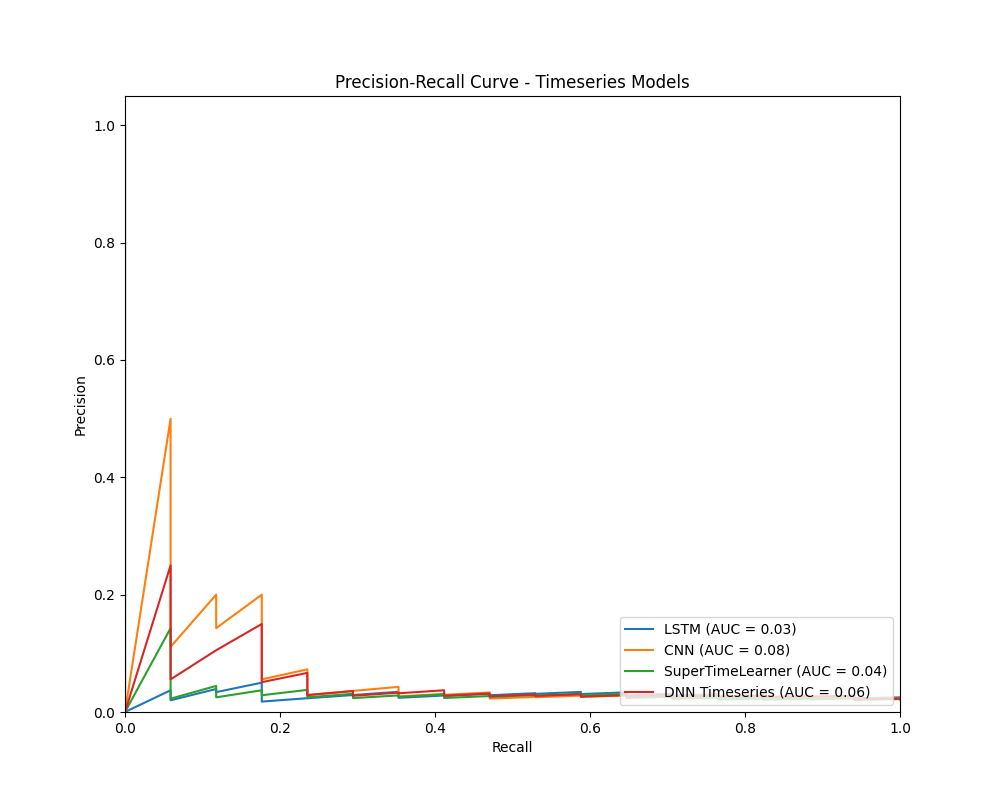 Precision-Recall Curve - Timeseries Models
1.0
0.8
0.6
0.4
0.2
0.0
Precision
LSTM (AUC = 0.03)
CNN (AUC = 0.08)
SuperTimeLearner (AUC = 0.04)
DNN Timeseries (AUC = 0.06)
0.0 0.2 0.4 0.6 0.8 1.0
Recall